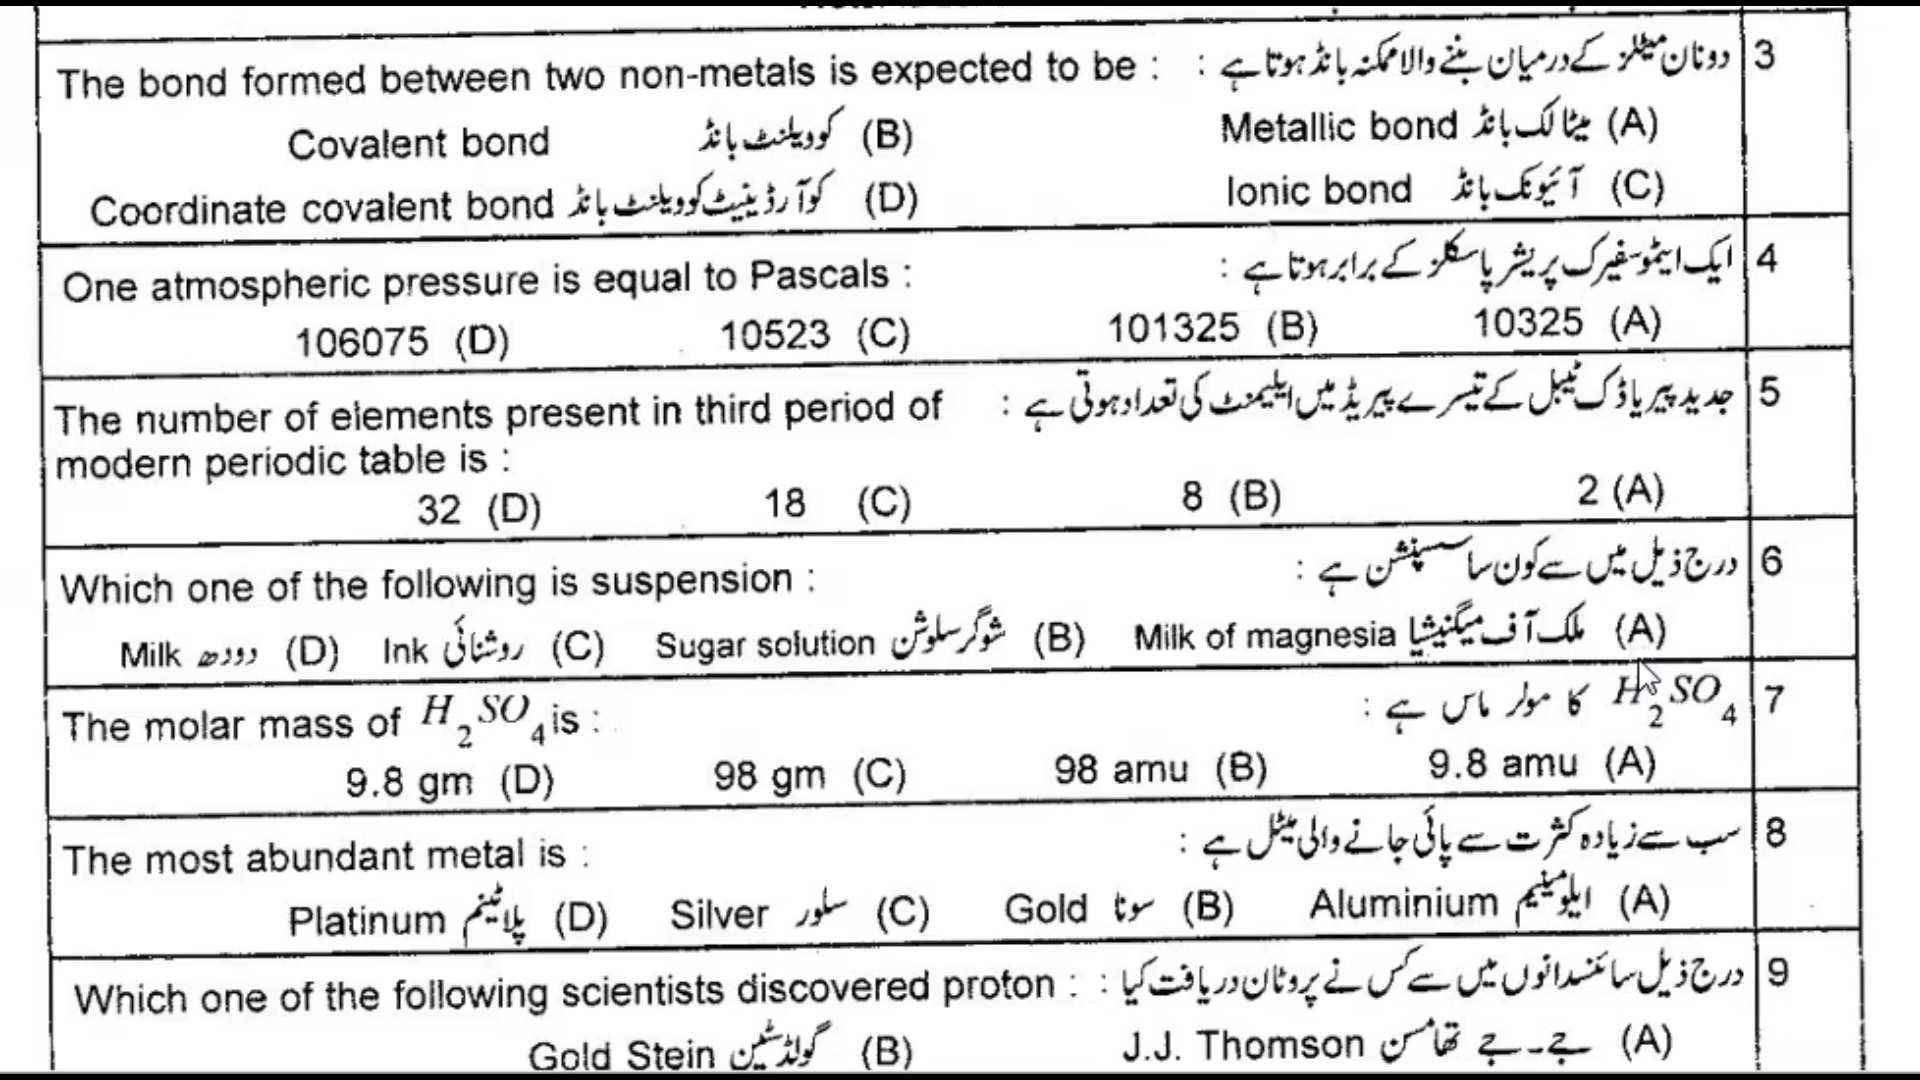 The bond formed between two non-metals is expected to be : دو نان میٹلز کے درمیان بننے والا ممکنہ بانڈ ہوتا ہے : 3
Covalent bond کوویلنٹ بانڈ (B) Metallic bond میٹالک بانڈ (A)
Coordinate covalent bond کوآرڈینیٹ کوویلنٹ بانڈ (D) Ionic bond آئیونک بانڈ (C)
One atmospheric pressure is equal to Pascals : ایک ایٹموسفیرک پریشر پاسکلز کے برابر ہوتا ہے : 4
106075 (D) 10523 (C) 101325 (B) 10325 (A)
The number of elements present in third period of جدید پیریاڈک ٹیبل کے تیسرے پیریڈ میں ایلیمنٹ کی تعداد ہوتی ہے : 5
modern periodic table is :
32 (D) 18 (C) 8 (B) 2 (A)
Which one of the following is suspension : درج ذیل میں سے کون سا سسپنشن ہے : 6
Milk دودھ (D) Ink روشنائی (C) Sugar solution شوگر سلوشن (B) Milk of magnesia ملک آف میگنیشیا (A)
The molar mass of H₂SO₄ is : H₂SO₄ کا مولر ماس ہے : 7
9.8 gm (D) 98 gm (C) 98 amu (B) 9.8 amu (A)
The most abundant metal is : سب سے زیادہ کثرت سے پائی جانے والی میٹل ہے : 8
Platinum پلاٹینم (D) Silver سلور (C) Gold سونا (B) Aluminium ایلومینیم (A)
Which one of the following scientists discovered proton : درج ذیل سائنسدانوں میں سے کس نے پروٹان دریافت کیا : 9
Gold Stein گولڈسٹین (B) J.J. Thomson جے۔جے تھامسن (A)